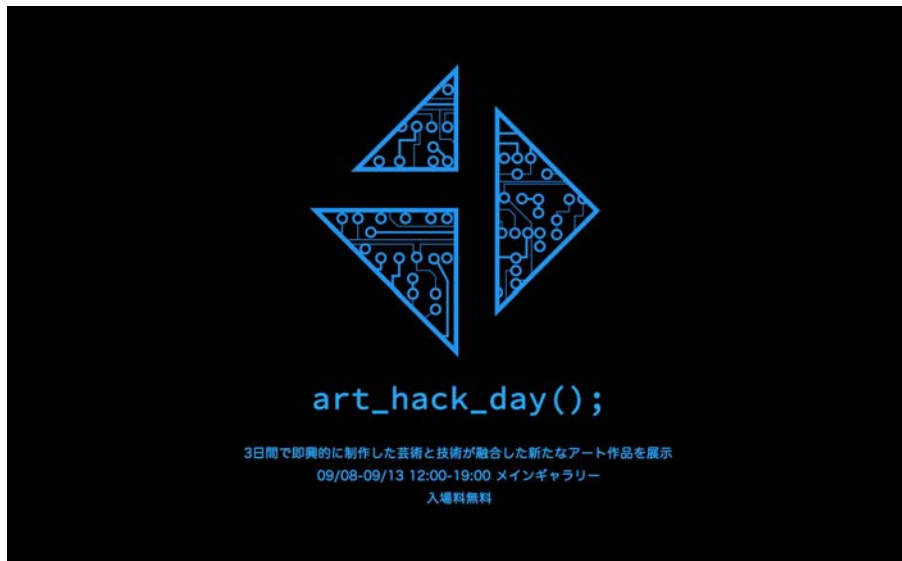 art_hack_day();
3日間で即興的に制作した芸術と技術が融合した新たなアート作品を展示
09/08-09/13 12:00-19:00 メインギャラリー
入場料無料